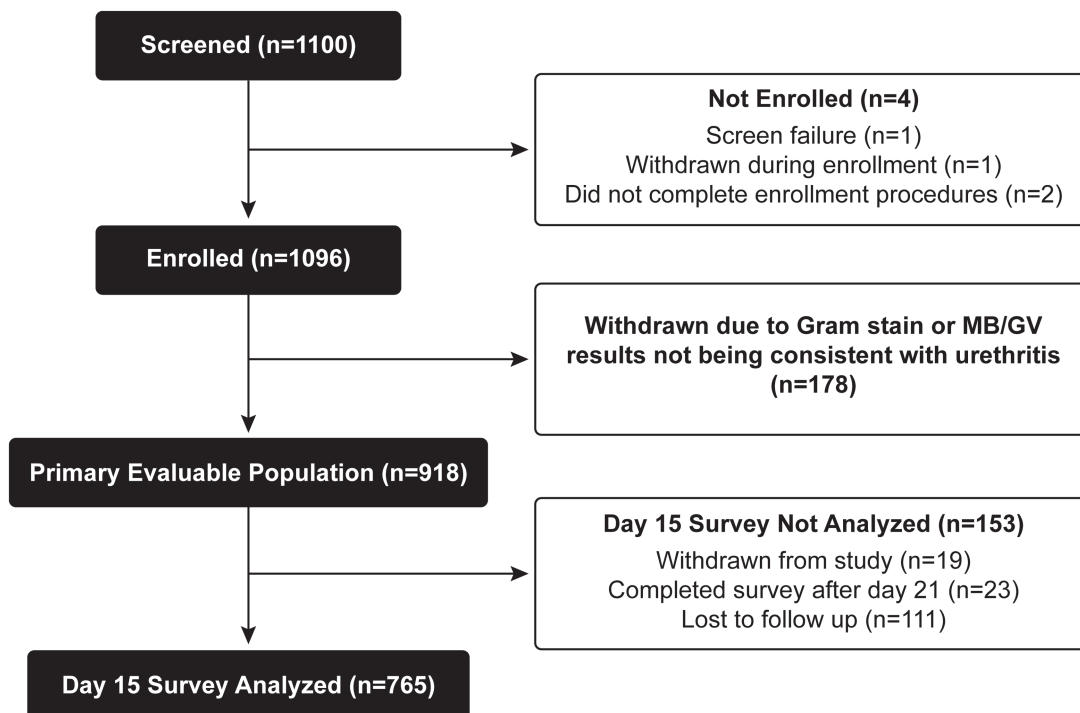 Screened (n=1100)
Not Enrolled (n=4)
Screen failure (n=1)
Withdrawn during enrollment (n=1)
Did not complete enrollment procedures (n=2)
Enrolled (n=1096)
Withdrawn due to Gram stain or MB/GV
results not being consistent with urethritis
(n=178)
Primary Evaluable Population (n=918)
Day 15 Survey Not Analyzed (n=153)
Withdrawn from study (n=19)
Completed survey after day 21 (n=23)
Lost to follow up (n=111)
Day 15 Survey Analyzed (n=765)